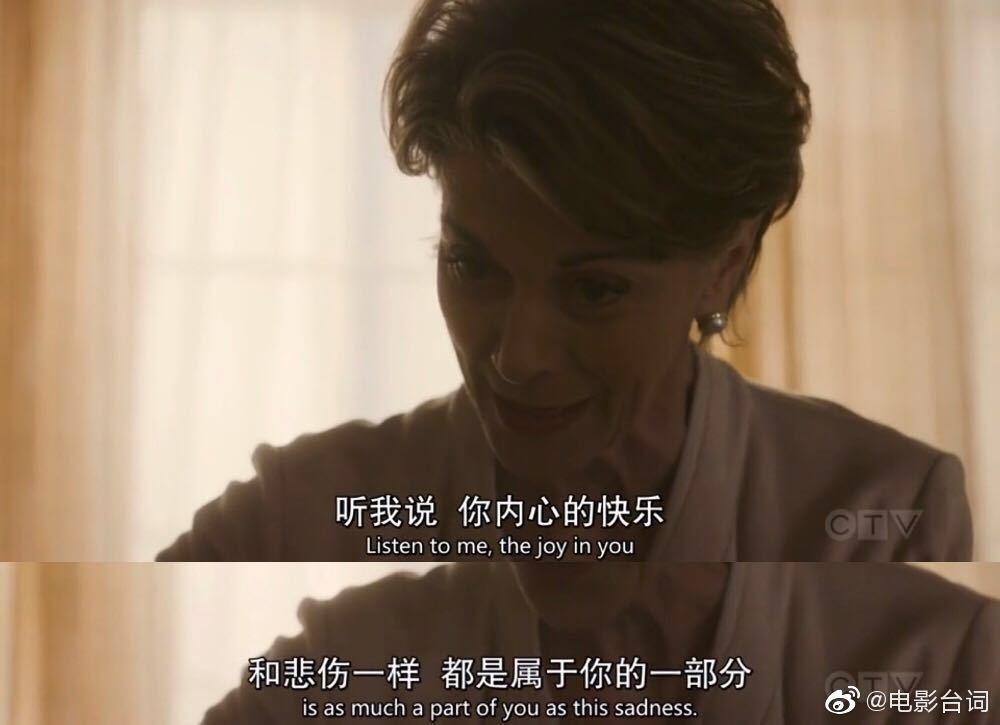 听我说 你内心的快乐
Listen to me, the joy in you
CTV
和悲伤一样 都是属于你的一部分
is as much a part of you as this sadness.
CTV
@电影台词